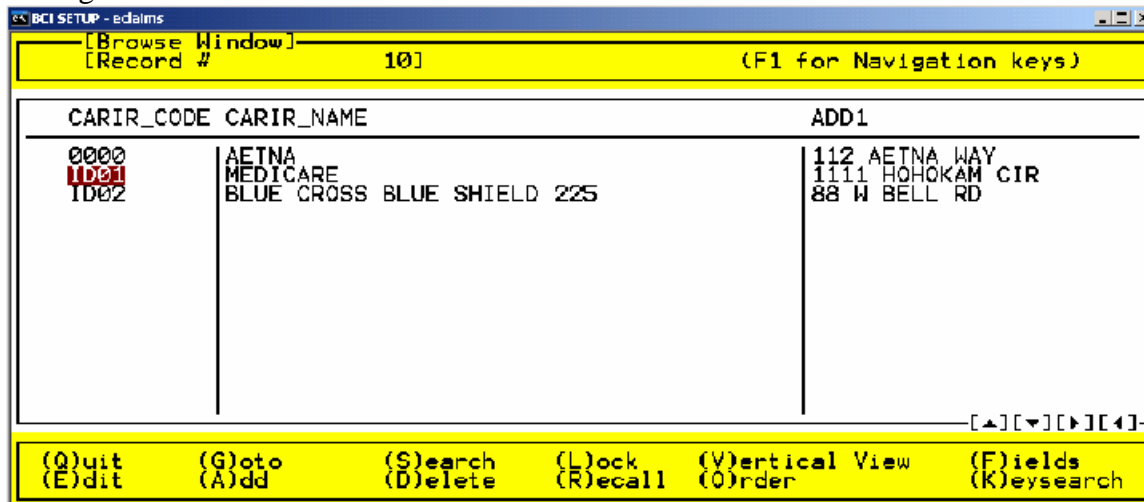 BCI SETUP - eclaims
[Browse Window]
[Record # 10] (F1 for Navigation keys)
CARIR_CODE CARIR_NAME ADD1
0000 AETNA 112 AETNA WAY
ID01 MEDICARE 1111 HOHOKAM CIR
ID02 BLUE CROSS BLUE SHIELD 225 88 W BELL RD
[▲][▼][►][◄]
(Q)uit (G)oto (S)earch (L)ock (V)ertical View (F)ields
(E)dit (A)dd (D)elete (R)ecall (O)rder (K)eysearch